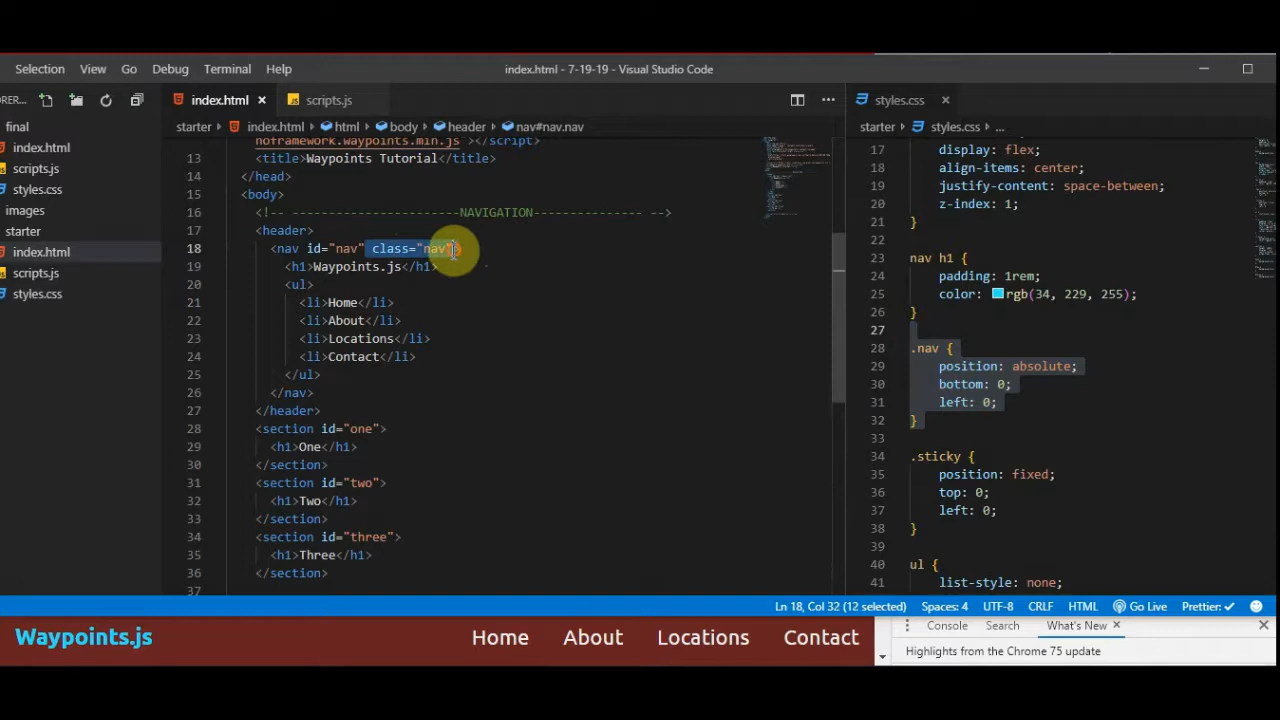 Selection View Go Debug Terminal Help
index.html - 7-19-19 - Visual Studio Code
index.html
scripts.js
styles.css
starter index.html html body header nav#nav.nav
starter styles.css ...
final
index.html
scripts.js
styles.css
images
starter
index.html
scripts.js
styles.css
noframework.waypoints.min.js"></script>
13 <title>Waypoints Tutorial</title>
14 </head>
15 <body>
16 <!-- -----------------------NAVIGATION--------------- -->
17 <header>
18 <nav id="nav" class="nav">
19 <h1>Waypoints.js</h1>
20 <ul>
21 <li>Home</li>
22 <li>About</li>
23 <li>Locations</li>
24 <li>Contact</li>
25 </ul>
26 </nav>
27 </header>
28 <section id="one">
29 <h1>One</h1>
30 </section>
31 <section id="two">
32 <h1>Two</h1>
33 </section>
34 <section id="three">
35 <h1>Three</h1>
36 </section>
37
17 display: flex;
18 align-items: center;
19 justify-content: space-between;
20 z-index: 1;
21 }
22
23 nav h1 {
24 padding: 1rem;
25 color: rgb(34, 229, 255);
26 }
27
28 .nav {
29 position: absolute;
30 bottom: 0;
31 left: 0;
32 }
33
34 .sticky {
35 position: fixed;
36 top: 0;
37 left: 0;
38 }
39
40 ul {
41 list-style: none;
Ln 18, Col 32 (12 selected) Spaces: 4 UTF-8 CRLF HTML Go Live Prettier: ✓
Waypoints.js Home About Locations Contact
Console Search What's New
Highlights from the Chrome 75 update